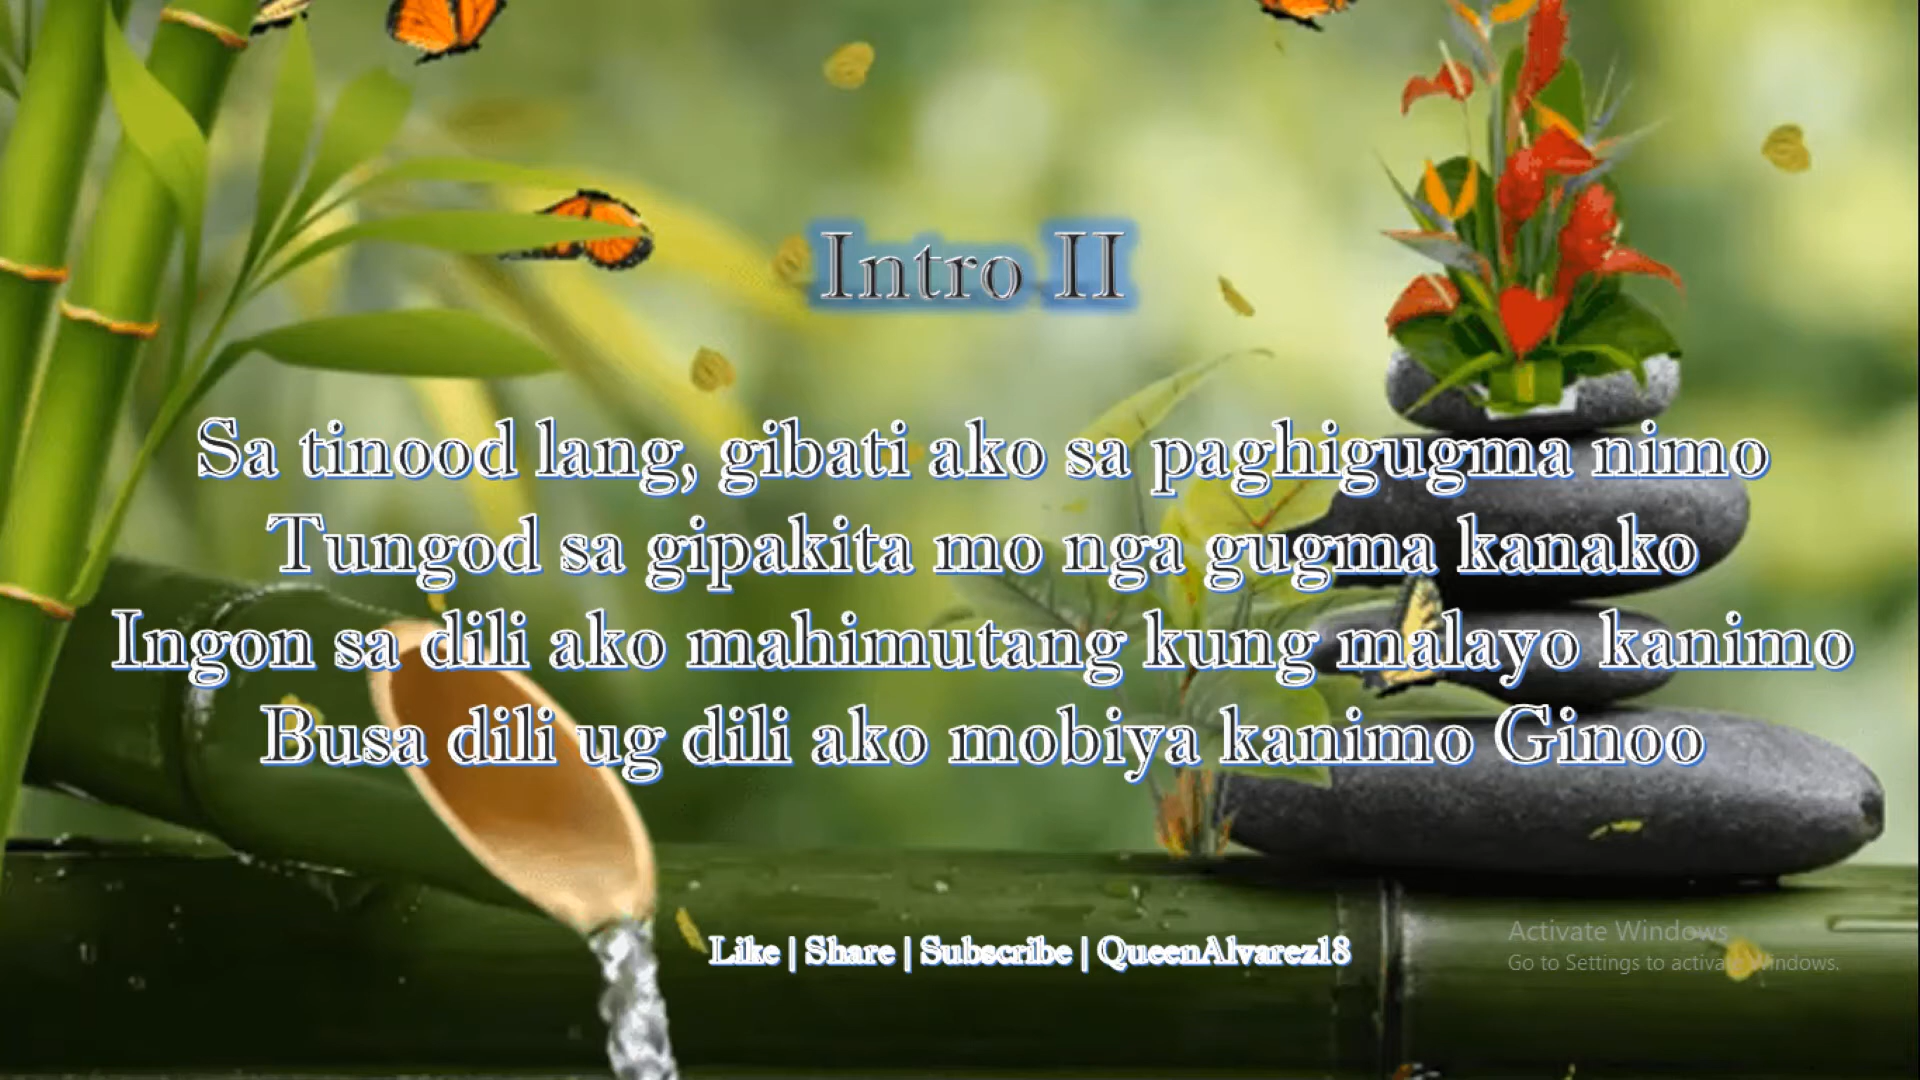 Intro II
Sa tinood lang, gibati ako sa paghigugma nimo
Tungod sa gipakita mo nga gugma kanako
Ingon sa dili ako mahimutang kung malayo kanimo
Busa dili ug dili ako mobiya kanimo Ginoo
Like | Share | Subscribe | QueenAlvarez18
Activate Windows
Go to Settings to activate Windows.